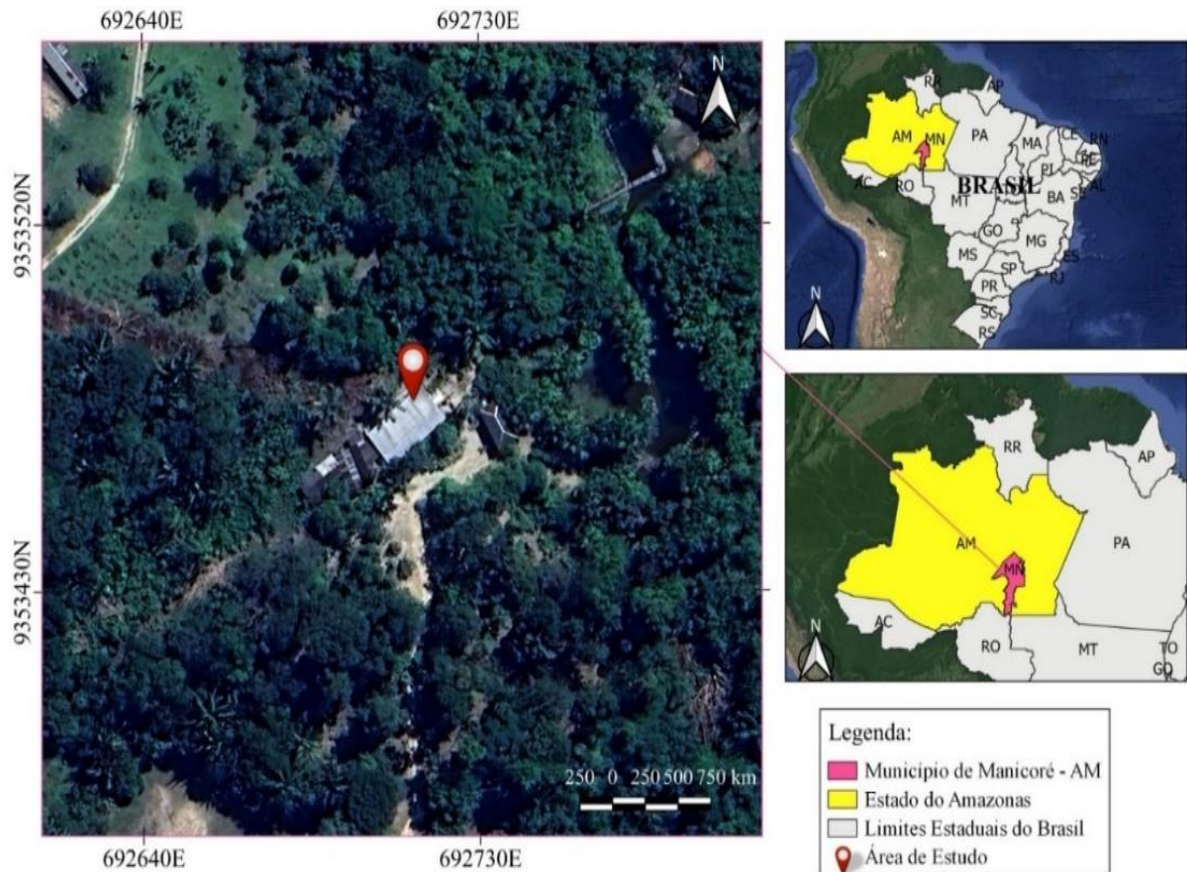 692640E
692730E
9353520N
9353430N
N
250 0 250 500 750 km
692640E
692730E
RR
AP
AM
MN
PA
MA
CE
RN
PI
AC
RO
BRASIL
SE
AL
MT
BA
GO
MG
MS
ES
SP
RJ
PR
SC
RS
N
RR
AP
AM
MN
PA
AC
RO
MT
TO
GO
N
Legenda:
Município de Manicoré - AM
Estado do Amazonas
Limites Estaduais do Brasil
Área de Estudo